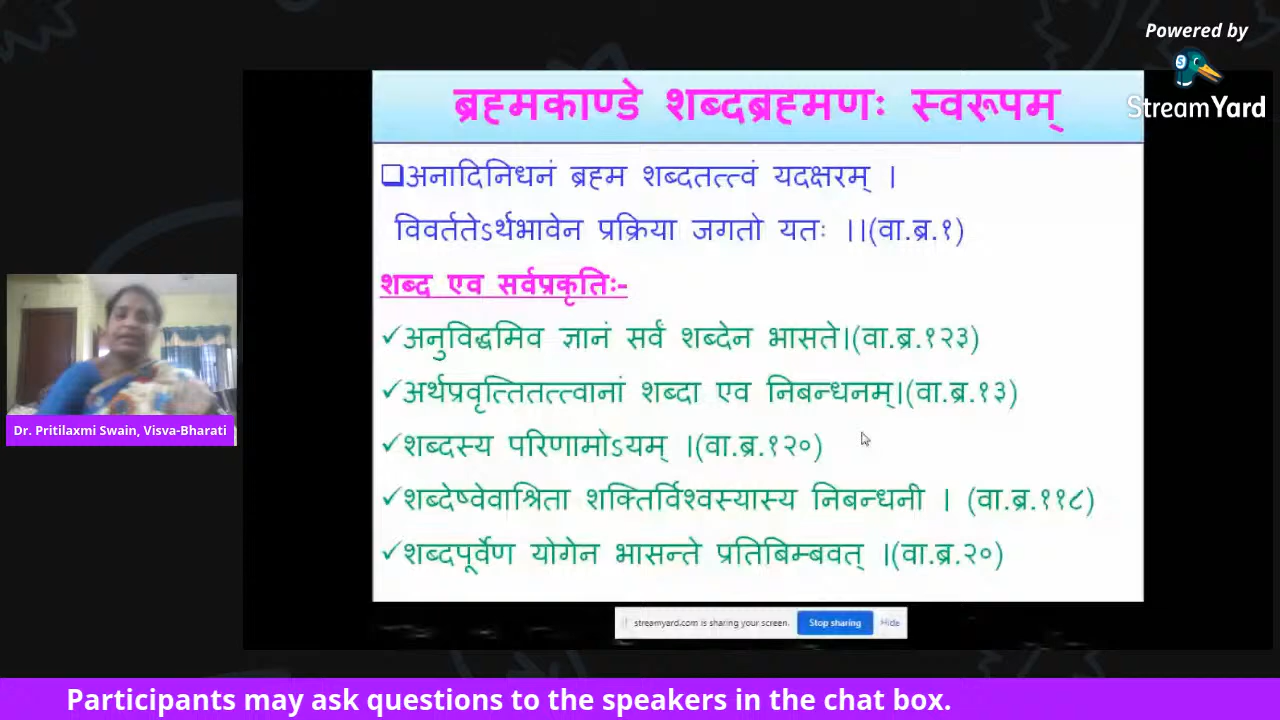 Powered by
StreamYard
ब्रह्मकाण्डे शब्दब्रह्मणः स्वरूपम्
❑अनादिनिधनं ब्रह्म शब्दतत्त्वं यदक्षरम् ।
विवर्ततेऽर्थभावेन प्रक्रिया जगतो यतः ।।(वा.ब्र.१)
शब्द एव सर्वप्रकृतिः:-
✓अनुविद्धमिव ज्ञानं सर्वं शब्देन भासते।(वा.ब्र.१२३)
✓अर्थप्रवृत्तितत्त्वानां शब्दा एव निबन्धनम्।(वा.ब्र.१३)
✓शब्दस्य परिणामोऽयम् ।(वा.ब्र.१२०)
✓शब्देष्वेवाश्रिता शक्तिर्विश्वस्यास्य निबन्धनी । (वा.ब्र.११८)
✓शब्दपूर्वेण योगेन भासन्ते प्रतिबिम्बवत् ।(वा.ब्र.२०)
Dr. Pritilaxmi Swain, Visva-Bharati
streamyard.com is sharing your screen. Stop sharing Hide
Participants may ask questions to the speakers in the chat box.